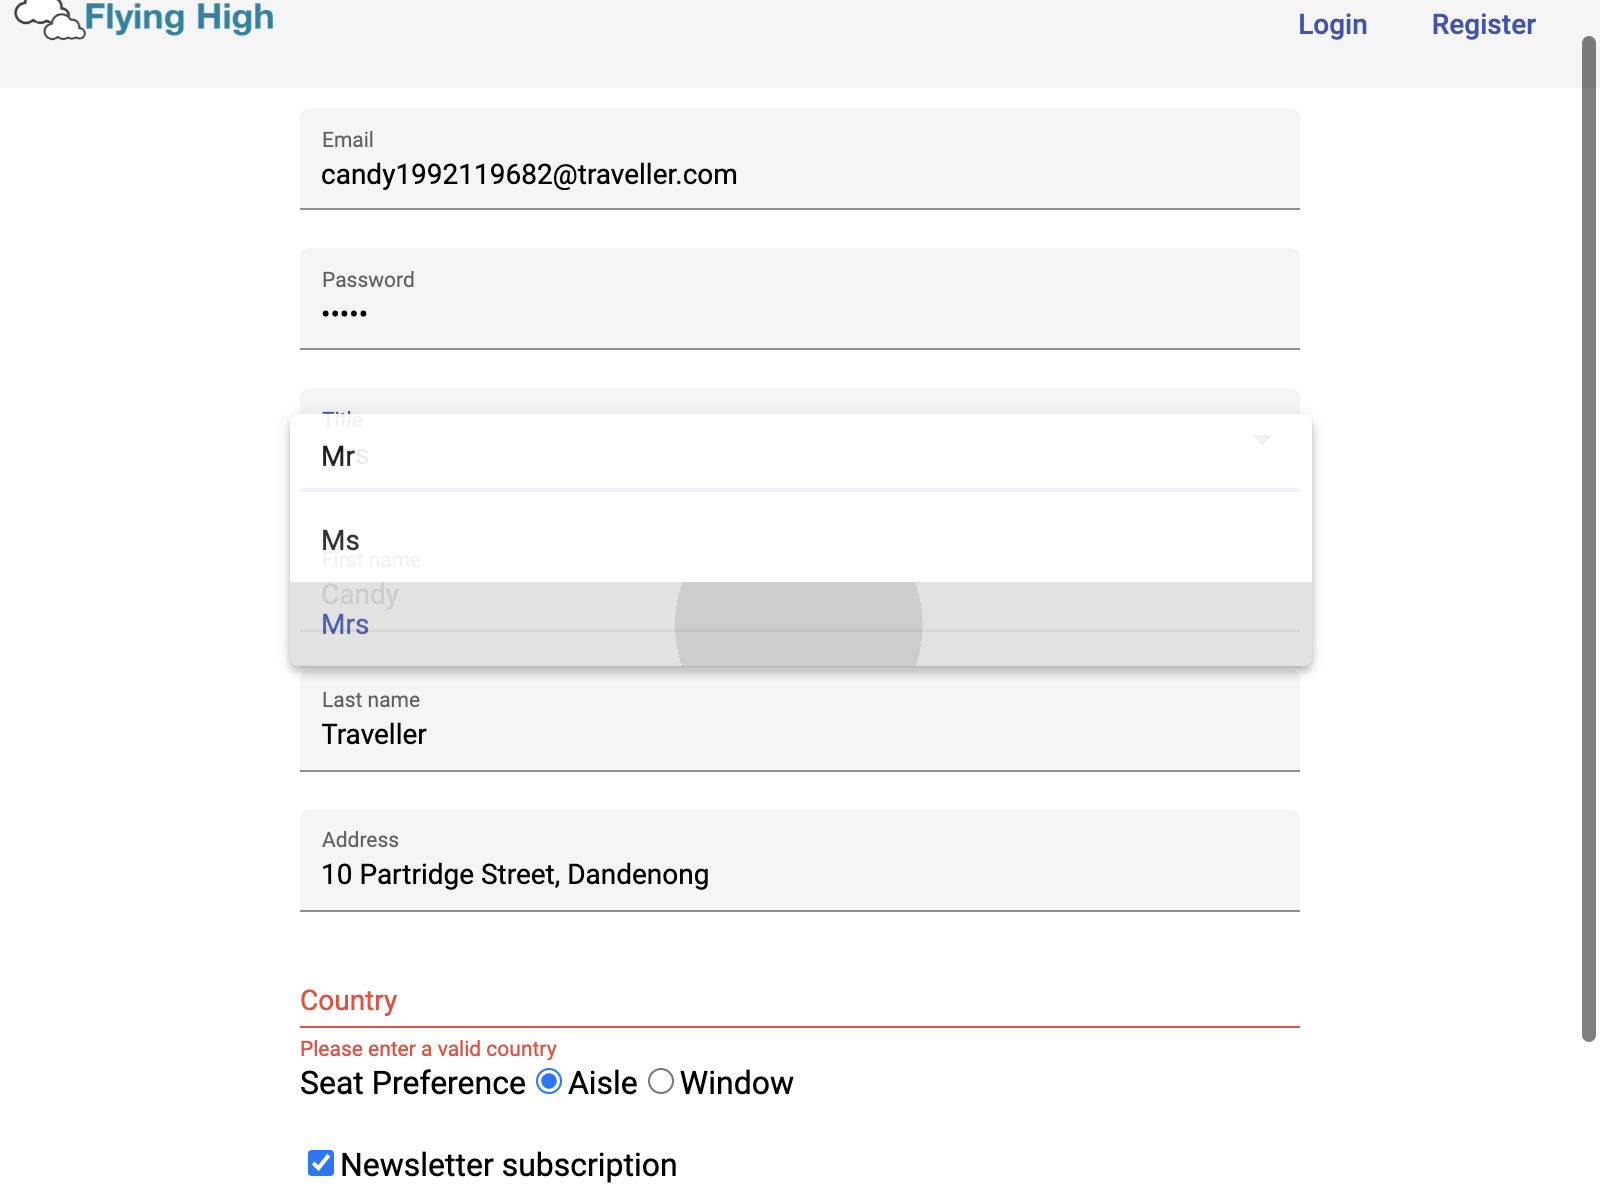 Flying High
Login Register
Email
candy1992119682@traveller.com
Password
•••••
Title
Mrs
Mr
Ms
First name
Candy
Mrs
Last name
Traveller
Address
10 Partridge Street, Dandenong
Country
Please enter a valid country
Seat Preference Aisle Window
Newsletter subscription